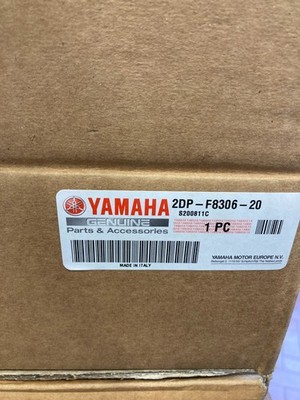 YAMAHA
GENUINE
Parts & Accessories
2DP-F8306-20
S200811C
1 PC
MADE IN ITALY
YAMAHA MOTOR EUROPE N.V.